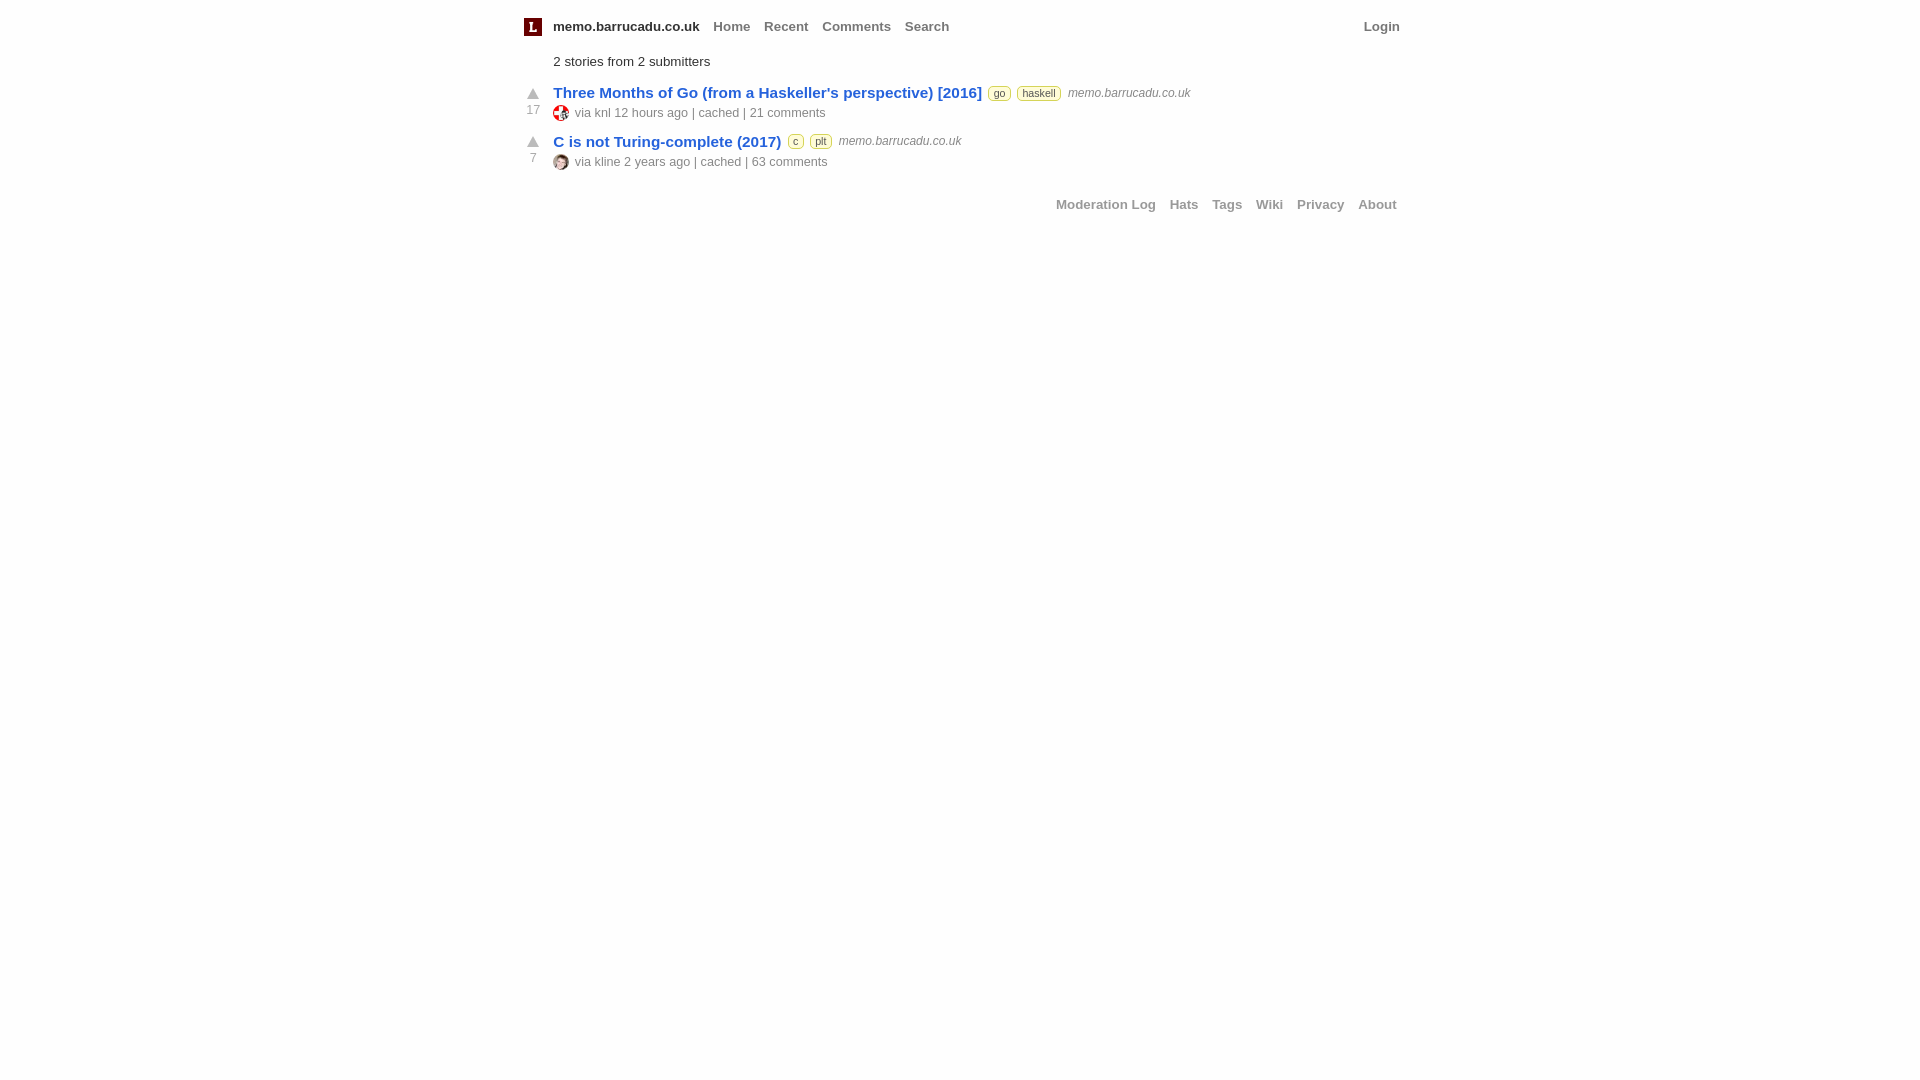 L memo.barrucadu.co.uk Home Recent Comments Search Login
2 stories from 2 submitters
Three Months of Go (from a Haskeller's perspective) [2016] go haskell memo.barrucadu.co.uk
17 via knl 12 hours ago | cached | 21 comments
C is not Turing-complete (2017) c plt memo.barrucadu.co.uk
7 via kline 2 years ago | cached | 63 comments
Moderation Log Hats Tags Wiki Privacy About